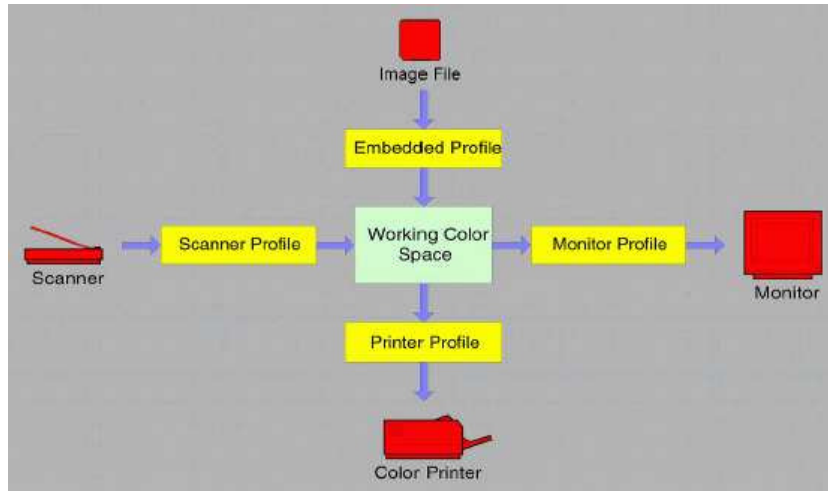 Image File
Embedded Profile
Scanner Profile
Working Color
Space
Monitor Profile
Scanner
Monitor
Printer Profile
Color Printer